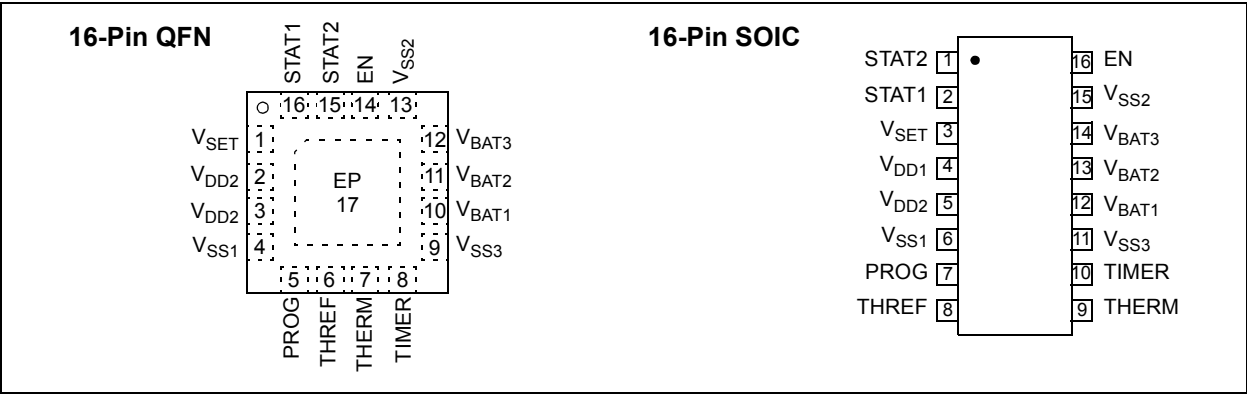 16-Pin QFN
STAT1
STAT2
EN
VSS2
16 15 14 13
VSET 1
VDD2 2
VDD2 3
VSS1 4
EP
17
12 VBAT3
11 VBAT2
10 VBAT1
9 VSS3
5 6 7 8
PROG
THREF
THERM
TIMER
16-Pin SOIC
STAT2 1
STAT1 2
VSET 3
VDD1 4
VDD2 5
VSS1 6
PROG 7
THREF 8
16 EN
15 VSS2
14 VBAT3
13 VBAT2
12 VBAT1
11 VSS3
10 TIMER
9 THERM